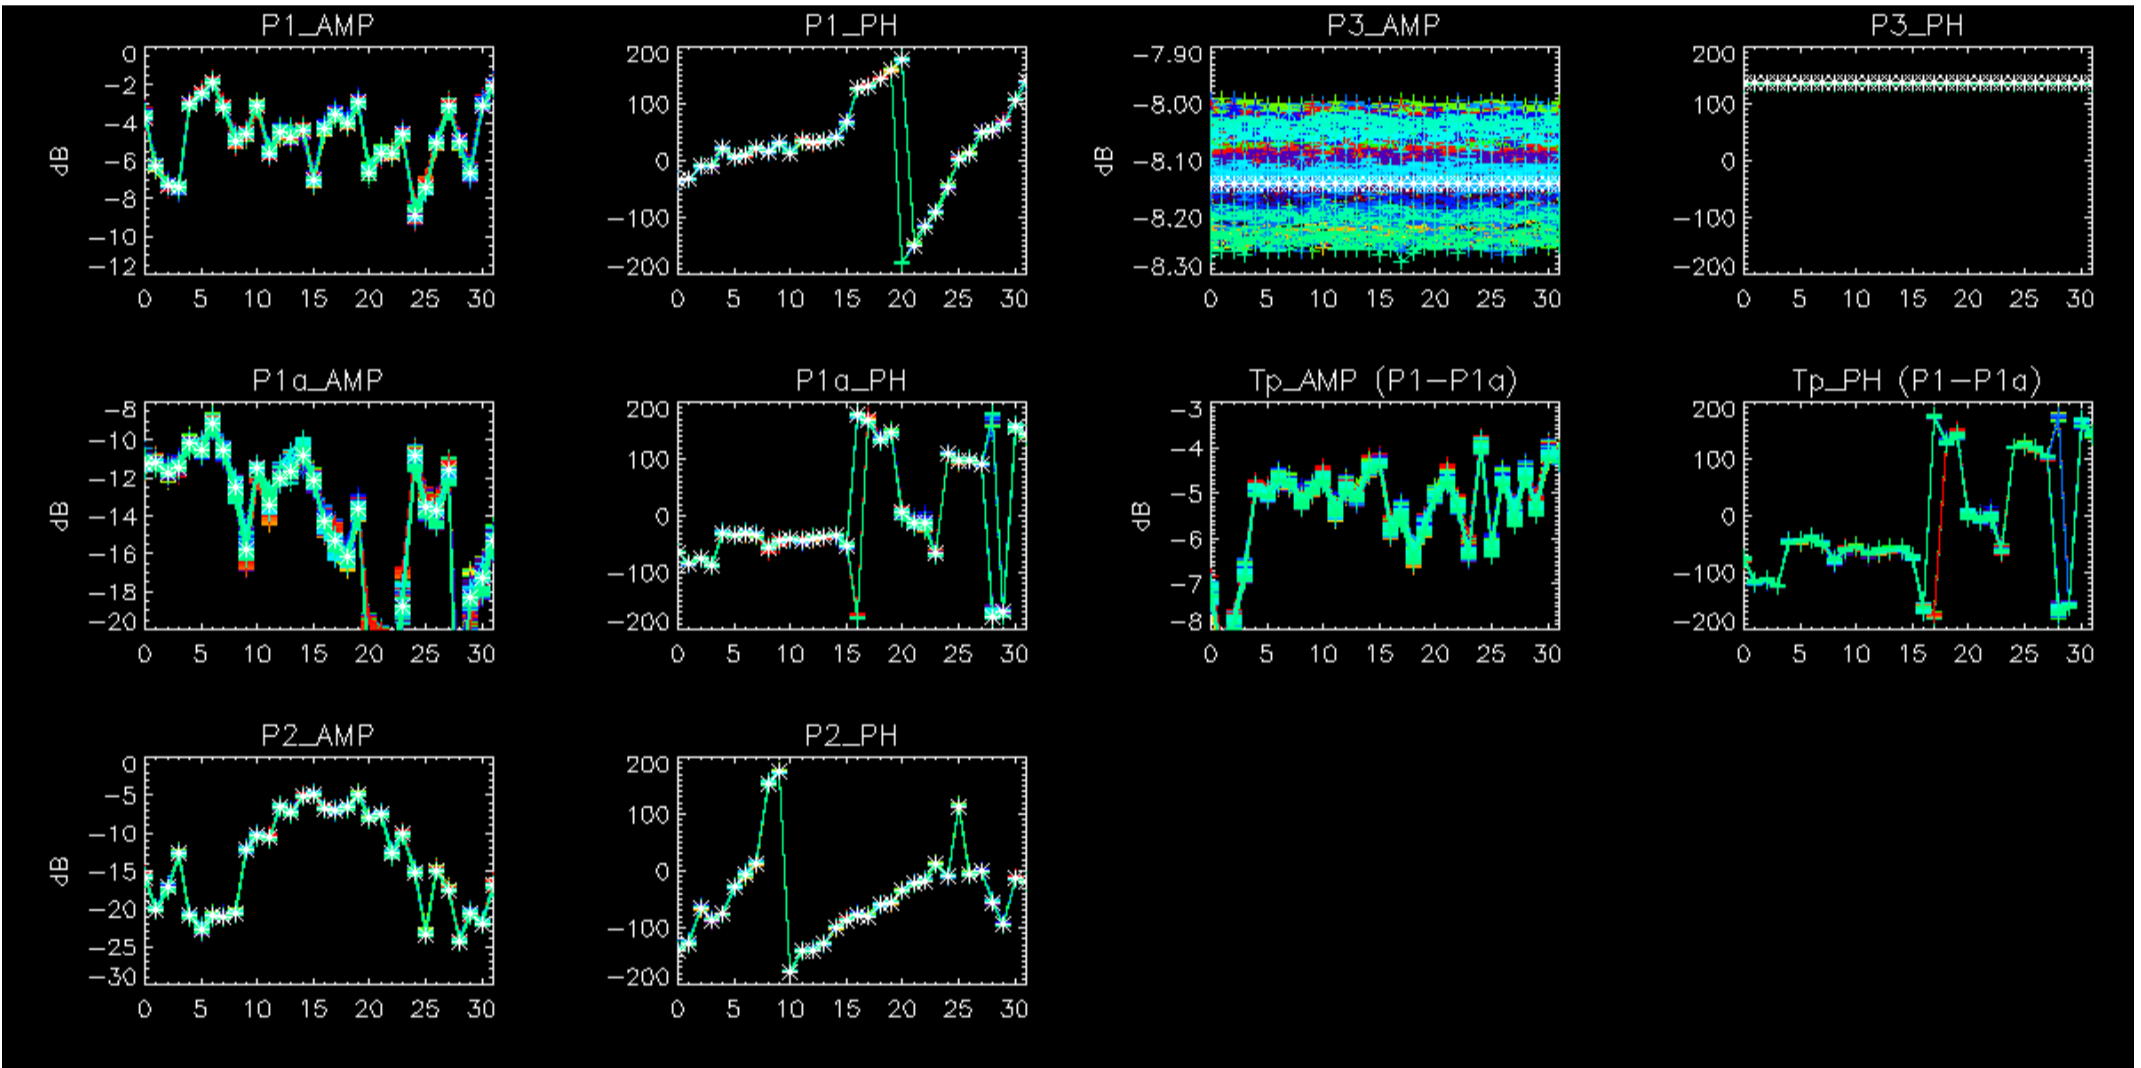 P1_AMP
P1_PH
P3_AMP
P3_PH
dB
0
-2
-4
-6
-8
-10
-12
0 5 10 15 20 25 30
200
100
0
-100
-200
0 5 10 15 20 25 30
dB
-7.90
-8.00
-8.10
-8.20
-8.30
0 5 10 15 20 25 30
200
100
0
-100
-200
0 5 10 15 20 25 30
P1a_AMP
P1a_PH
Tp_AMP (P1-P1a)
Tp_PH (P1-P1a)
dB
-8
-10
-12
-14
-16
-18
-20
0 5 10 15 20 25 30
200
100
0
-100
-200
0 5 10 15 20 25 30
dB
-3
-4
-5
-6
-7
-8
0 5 10 15 20 25 30
200
100
0
-100
-200
0 5 10 15 20 25 30
P2_AMP
P2_PH
dB
0
-5
-10
-15
-20
-25
-30
0 5 10 15 20 25 30
200
100
0
-100
-200
0 5 10 15 20 25 30